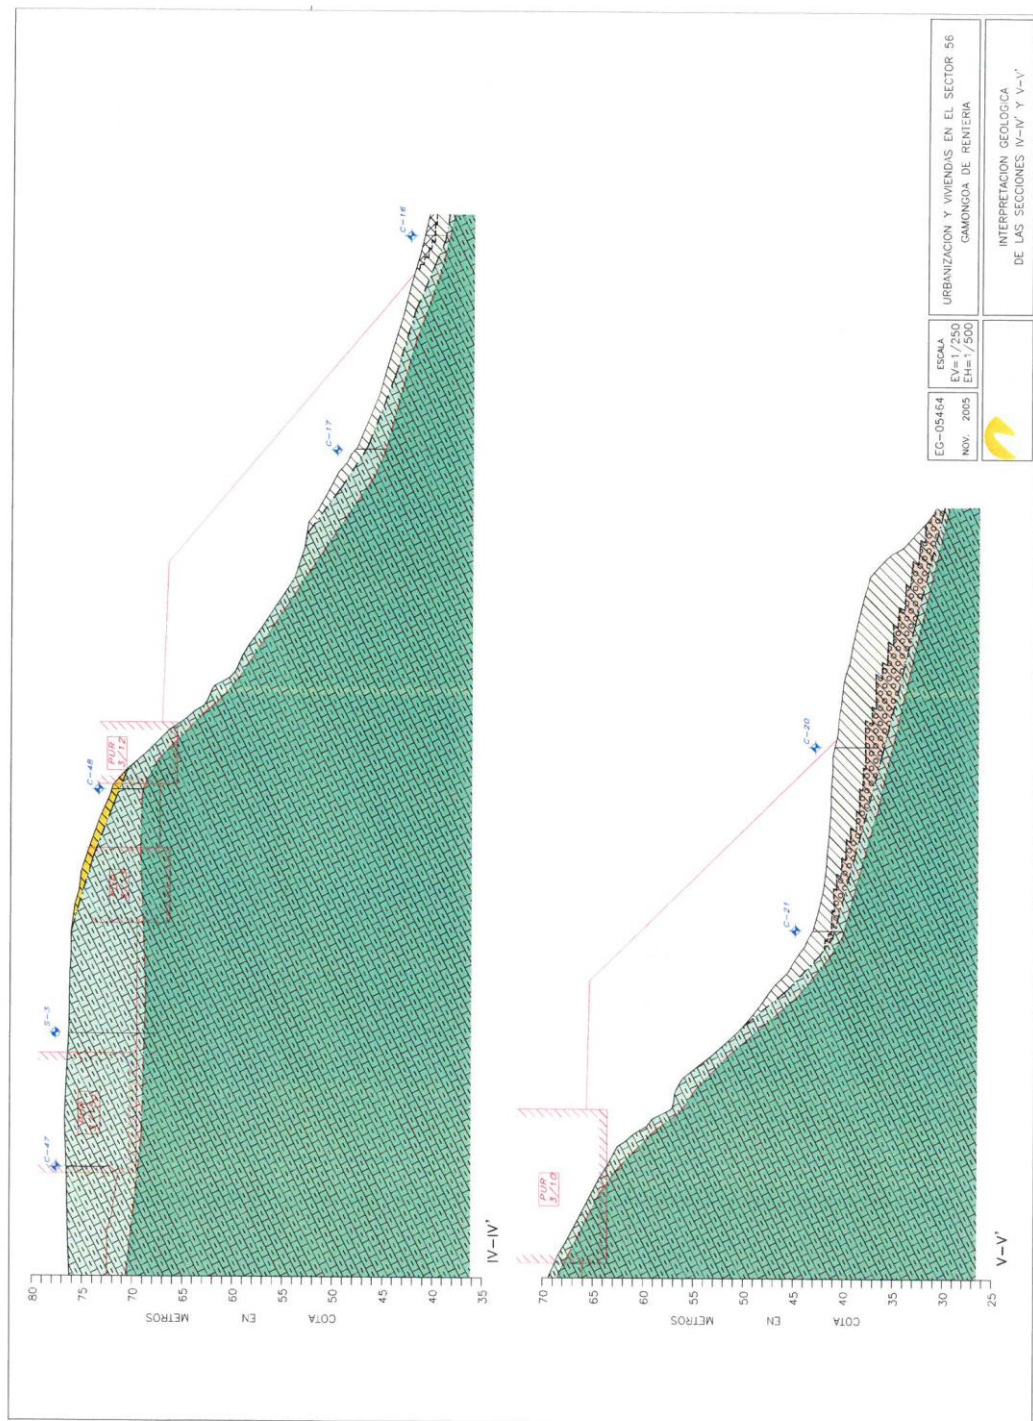 IV-IV'
80
75
70
65
60
55
50
45
40
35
COTA
EN
METROS
C-47
S-3
C-48
PUR
3/12
C-17
C-16
V-V'
70
65
60
55
50
45
40
35
30
25
COTA
EN
METROS
PUR
3/10
C-21
C-20
EG-05464
NOV. 2005
ESCALA
EV=1/250
EH=1/500
URBANIZACION Y VIVIENDAS EN EL SECTOR 56
GAMONGOA DE RENTERIA
INTERPRETACION GEOLOGICA
DE LAS SECCIONES IV-IV' Y V-V'